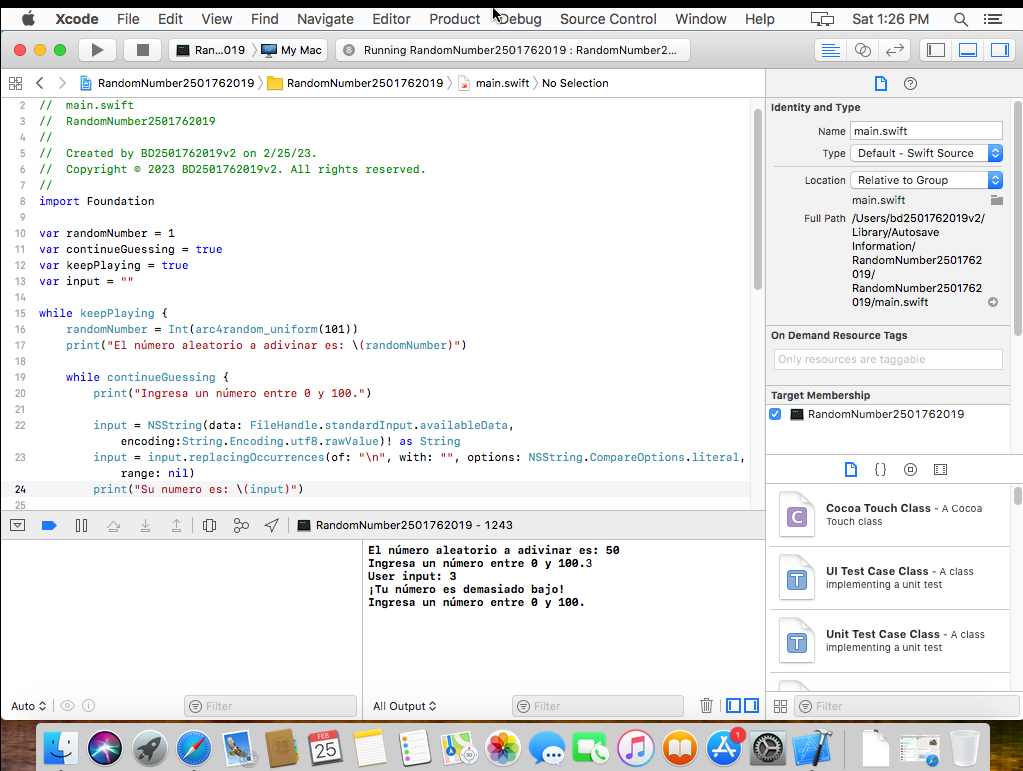 Xcode File Edit View Find Navigate Editor Product Debug Source Control Window Help Sat 1:26 PM
Ran...019 My Mac 8 Running RandomNumber2501762019 : RandomNumber2...
RandomNumber2501762019 RandomNumber2501762019 main.swift No Selection
2 // main.swift
3 // RandomNumber2501762019
4 //
5 // Created by BD2501762019v2 on 2/25/23.
6 // Copyright © 2023 BD2501762019v2. All rights reserved.
7 //
8 import Foundation
9
10 var randomNumber = 1
11 var continueGuessing = true
12 var keepPlaying = true
13 var input = ""
14
15 while keepPlaying {
16 randomNumber = Int(arc4random_uniform(101))
17 print("El número aleatorio a adivinar es: \(randomNumber)")
18
19 while continueGuessing {
20 print("Ingresa un número entre 0 y 100.")
21
22 input = NSString(data: FileHandle.standardInput.availableData,
encoding:String.Encoding.utf8.rawValue)! as String
23 input = input.replacingOccurrences(of: "\n", with: "", options: NSString.CompareOptions.literal,
range: nil)
24 print("Su numero es: \(input)")
25
RandomNumber2501762019 - 1243
El número aleatorio a adivinar es: 50
Ingresa un número entre 0 y 100.3
User input: 3
¡Tu número es demasiado bajo!
Ingresa un número entre 0 y 100.
Auto Filter
All Output Filter
Identity and Type
Name main.swift
Type Default - Swift Source
Location Relative to Group
main.swift
Full Path /Users/bd2501762019v2/
Library/Autosave
Information/
RandomNumber2501762
019/
RandomNumber2501762
019/main.swift
On Demand Resource Tags
Only resources are taggable
Target Membership
RandomNumber2501762019
{}
C
Cocoa Touch Class - A Cocoa
Touch class
T
UI Test Case Class - A class
implementing a unit test
T
Unit Test Case Class - A class
implementing a unit test
Filter
FEB
25
1